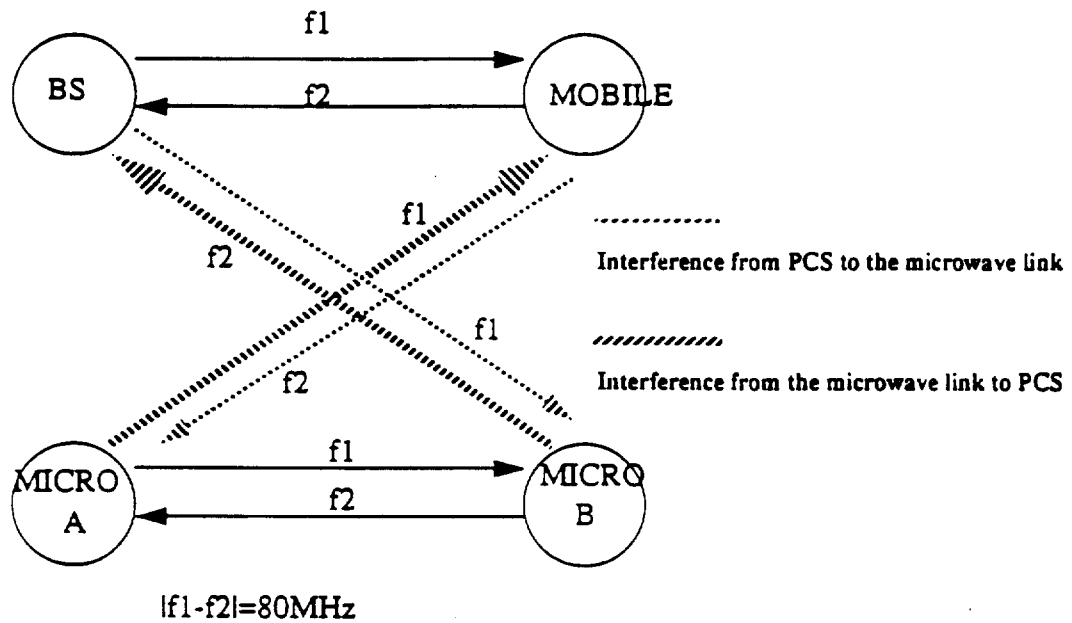 f1
BS
f2
MOBILE
f1
f2
Interference from PCS to the microwave link
f1
f2
Interference from the microwave link to PCS
MICRO
A
f1
f2
MICRO
B
|f1-f2|=80MHz